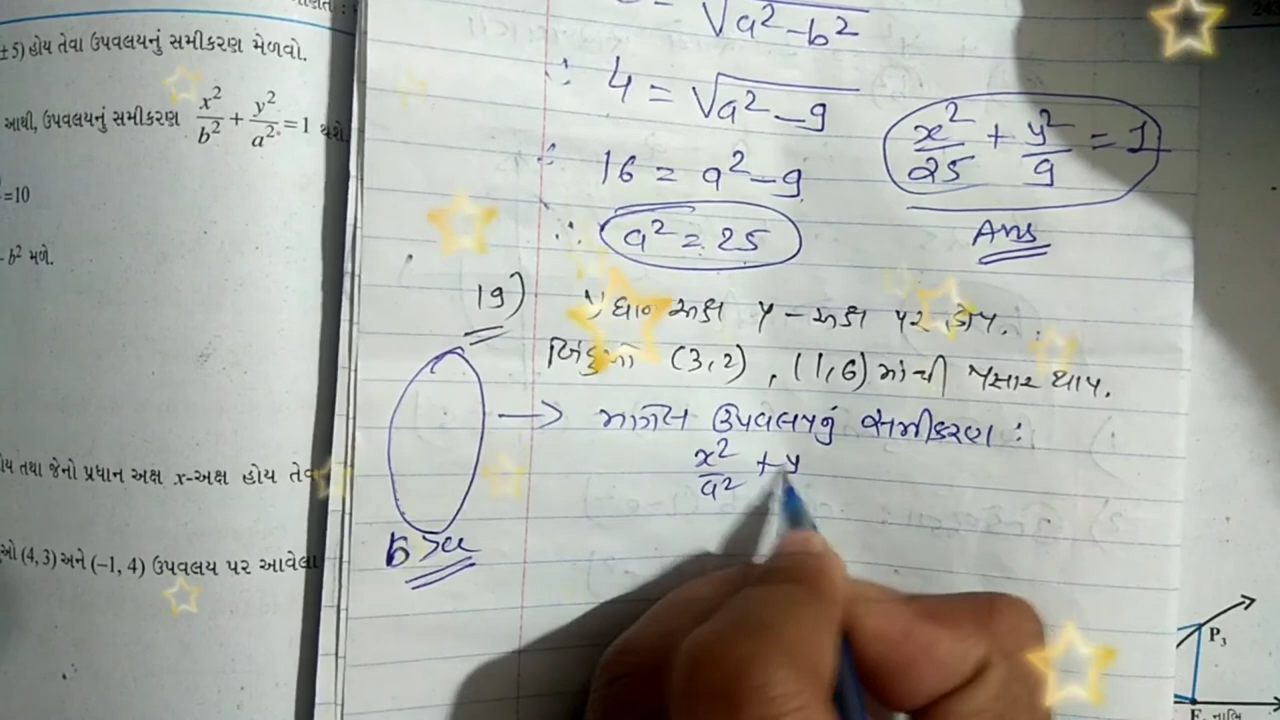 ±5) હોય તેવા ઉપવલયનું સમીકરણ મેળવો.
આથી, ઉપવલયનું સમીકરણ x²/b² + y²/a² = 1 થશે.
=10
- b² મળે.
હોય તથા જેનો પ્રધાન અક્ષ x-અક્ષ હોય તેવ
(4, 3) અને (–1, 4) ઉપવલય પર આવેલા
√a²-b²
∴ 4 = √a²-9
∴ 16 = a²-9
∴ a² = 25
x²/25 + y²/9 = 1
Ans
19) પ્રધાન અક્ષ y-અક્ષ પર હોય.
બિંદુઓ (3,2), (1,6) માંથી પસાર થાય.
→ માંગેલ ઉપવલયનું સમીકરણ :
x²/a² + y
b>a
P₃
F નાભિ